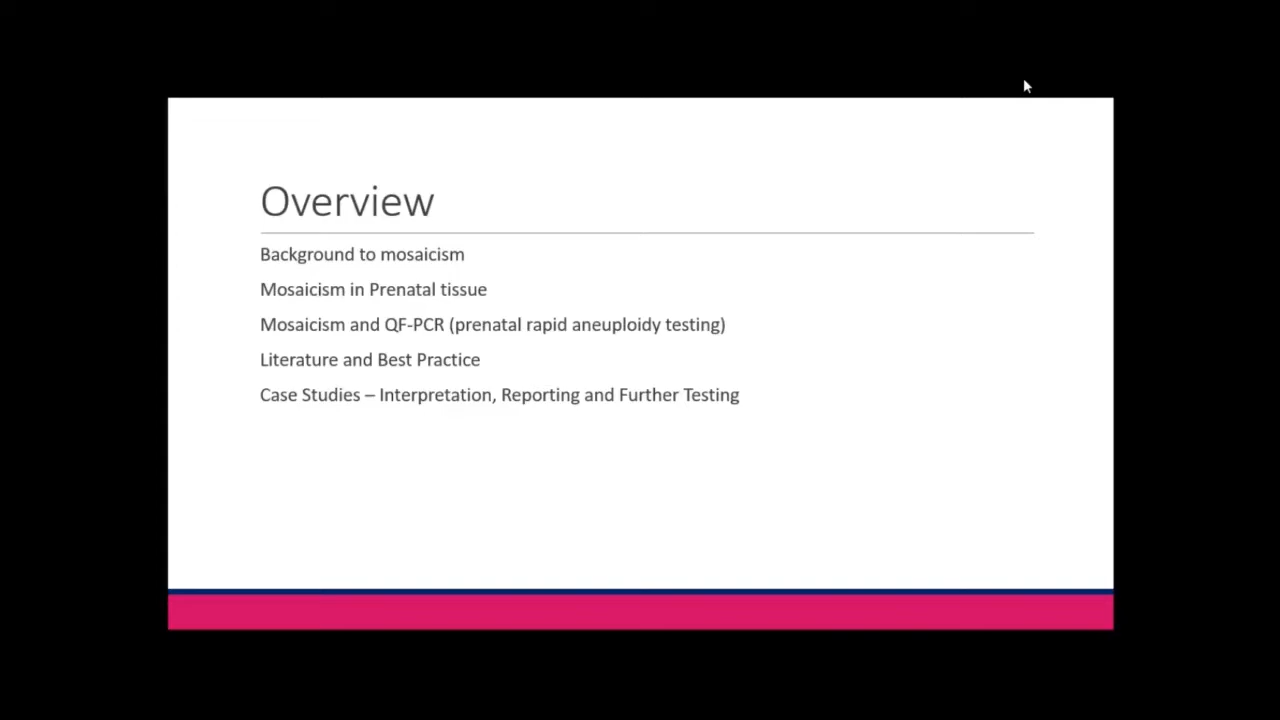 Overview
Background to mosaicism
Mosaicism in Prenatal tissue
Mosaicism and QF-PCR (prenatal rapid aneuploidy testing)
Literature and Best Practice
Case Studies – Interpretation, Reporting and Further Testing